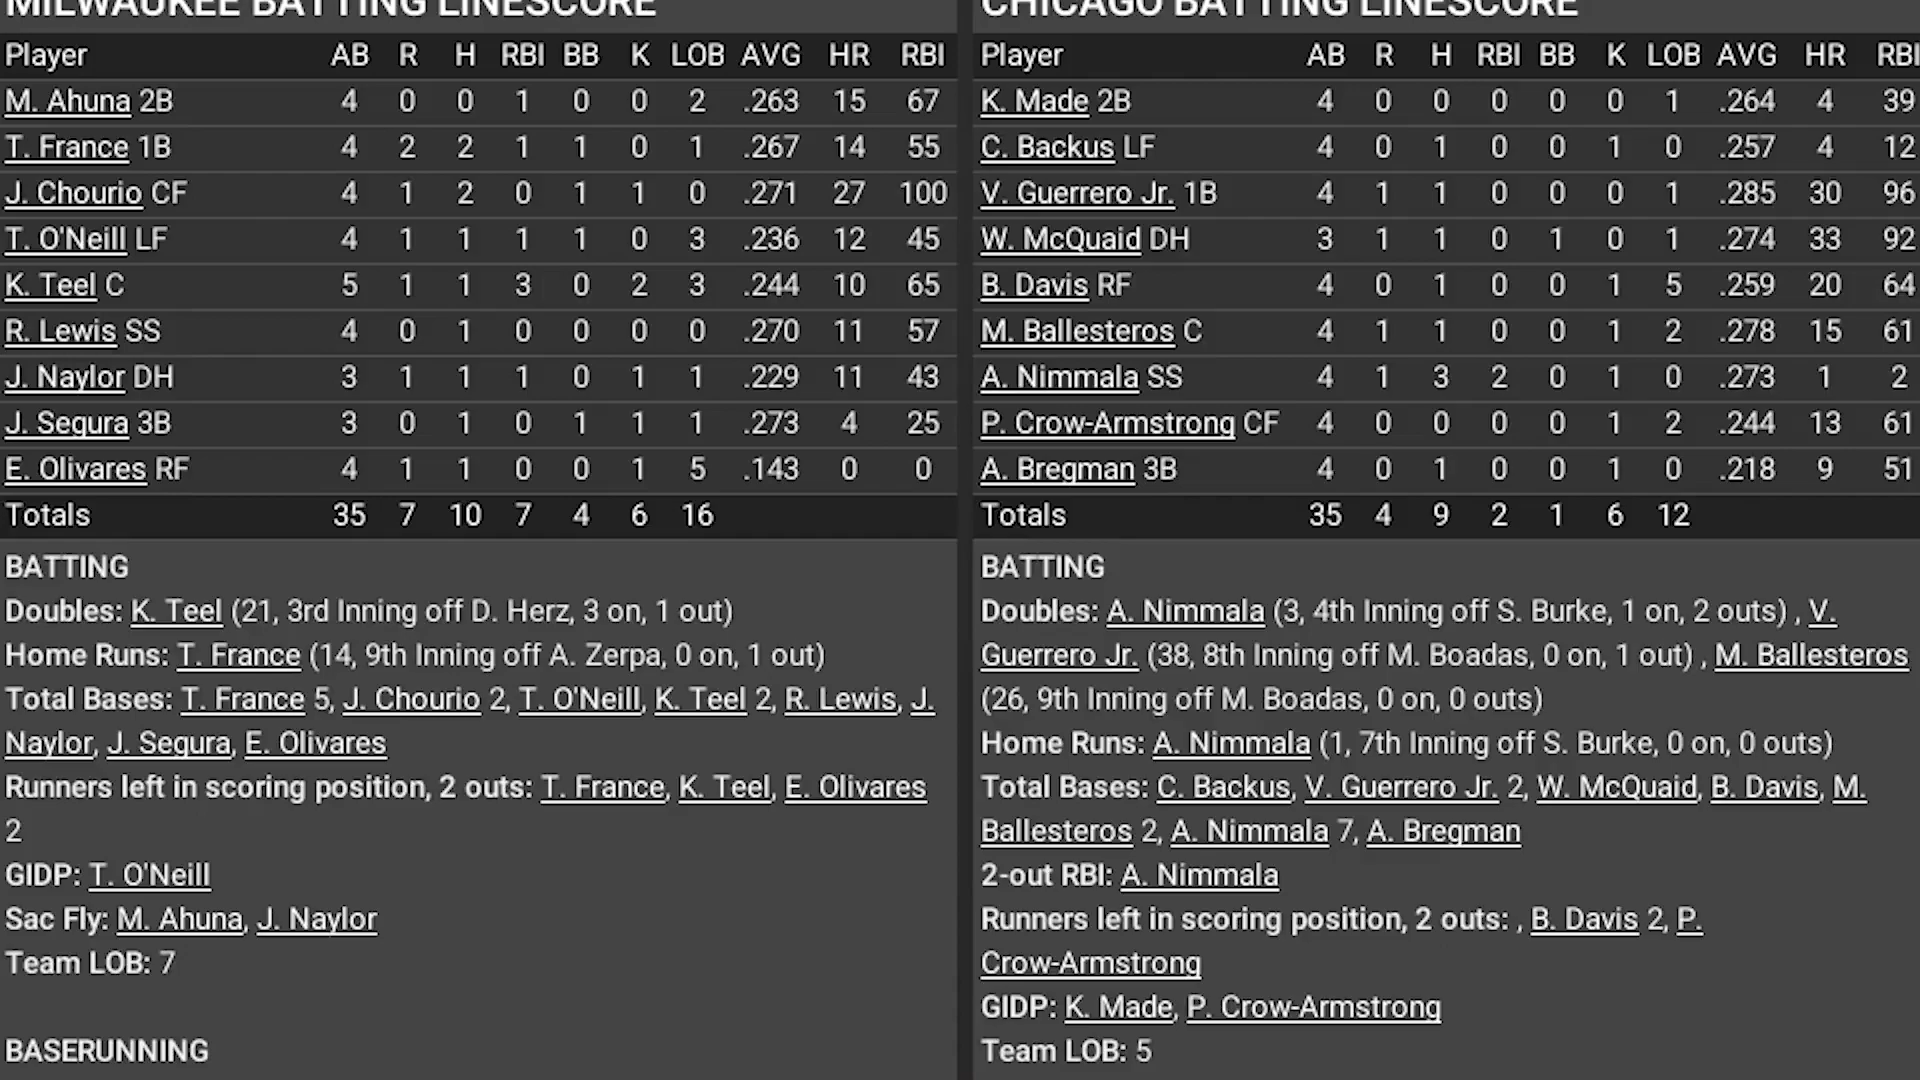 MILWAUKEE BATTING LINESCORE
Player AB R H RBI BB K LOB AVG HR RBI
M. Ahuna 2B 4 0 0 1 0 0 2 .263 15 67
T. France 1B 4 2 2 1 1 0 1 .267 14 55
J. Chourio CF 4 1 2 0 1 1 0 .271 27 100
T. O'Neill LF 4 1 1 1 1 0 3 .236 12 45
K. Teel C 5 1 1 3 0 2 3 .244 10 65
R. Lewis SS 4 0 1 0 0 0 0 .270 11 57
J. Naylor DH 3 1 1 1 0 1 1 .229 11 43
J. Segura 3B 3 0 1 0 1 1 1 .273 4 25
E. Olivares RF 4 1 1 0 0 1 5 .143 0 0
Totals 35 7 10 7 4 6 16
BATTING
Doubles: K. Teel (21, 3rd Inning off D. Herz, 3 on, 1 out)
Home Runs: T. France (14, 9th Inning off A. Zerpa, 0 on, 1 out)
Total Bases: T. France 5, J. Chourio 2, T. O'Neill, K. Teel 2, R. Lewis, J.
Naylor, J. Segura, E. Olivares
Runners left in scoring position, 2 outs: T. France, K. Teel, E. Olivares
2
GIDP: T. O'Neill
Sac Fly: M. Ahuna, J. Naylor
Team LOB: 7
BASERUNNING
CHICAGO BATTING LINESCORE
Player AB R H RBI BB K LOB AVG HR RBI
K. Made 2B 4 0 0 0 0 0 1 .264 4 39
C. Backus LF 4 0 1 0 0 1 0 .257 4 12
V. Guerrero Jr. 1B 4 1 1 0 0 0 1 .285 30 96
W. McQuaid DH 3 1 1 0 1 0 1 .274 33 92
B. Davis RF 4 0 1 0 0 1 5 .259 20 64
M. Ballesteros C 4 1 1 0 0 1 2 .278 15 61
A. Nimmala SS 4 1 3 2 0 1 0 .273 1 2
P. Crow-Armstrong CF 4 0 0 0 0 1 2 .244 13 61
A. Bregman 3B 4 0 1 0 0 1 0 .218 9 51
Totals 35 4 9 2 1 6 12
BATTING
Doubles: A. Nimmala (3, 4th Inning off S. Burke, 1 on, 2 outs) , V.
Guerrero Jr. (38, 8th Inning off M. Boadas, 0 on, 1 out) , M. Ballesteros
(26, 9th Inning off M. Boadas, 0 on, 0 outs)
Home Runs: A. Nimmala (1, 7th Inning off S. Burke, 0 on, 0 outs)
Total Bases: C. Backus, V. Guerrero Jr. 2, W. McQuaid, B. Davis, M.
Ballesteros 2, A. Nimmala 7, A. Bregman
2-out RBI: A. Nimmala
Runners left in scoring position, 2 outs: , B. Davis 2, P.
Crow-Armstrong
GIDP: K. Made, P. Crow-Armstrong
Team LOB: 5